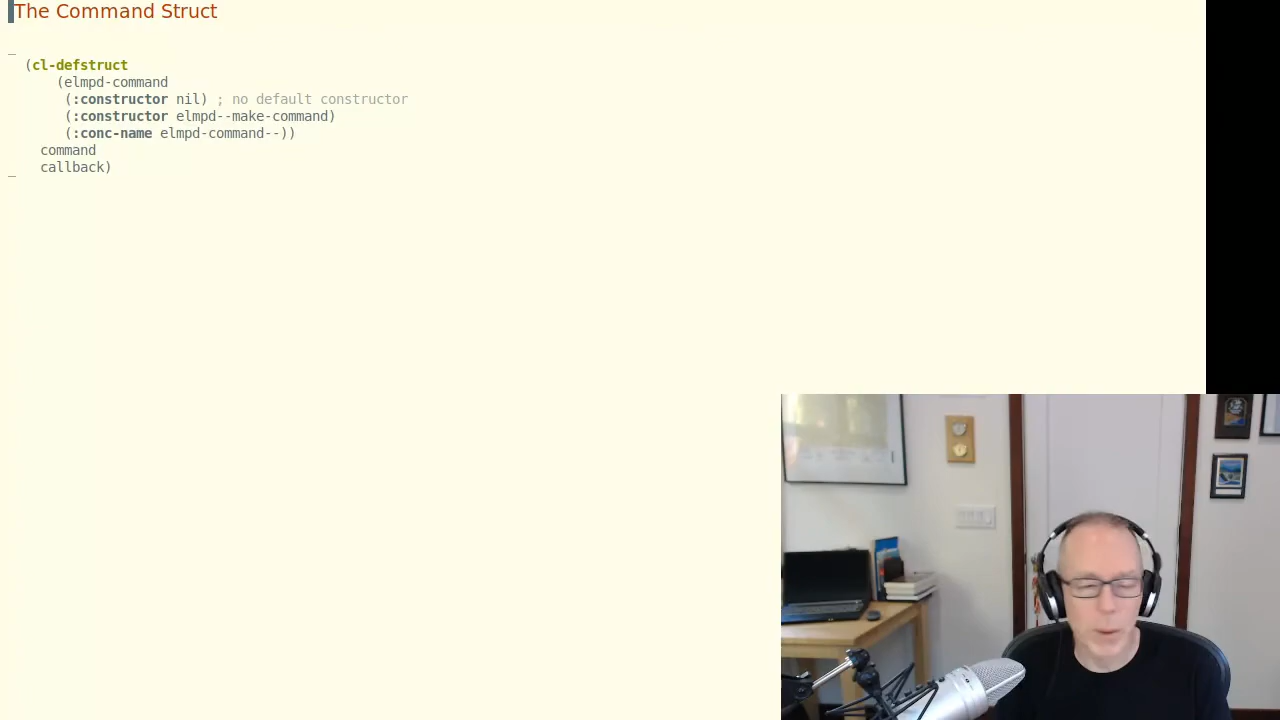 The Command Struct
(cl-defstruct
(elmpd-command
(:constructor nil) ; no default constructor
(:constructor elmpd--make-command)
(:conc-name elmpd-command--))
command
callback)